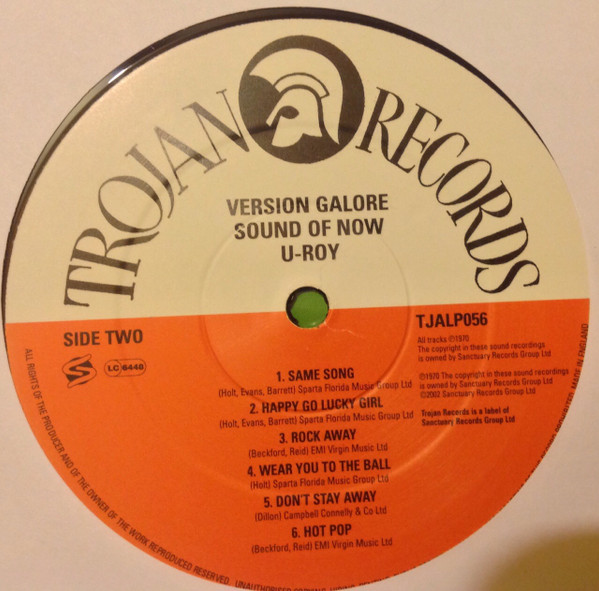 TROJAN RECORDS
VERSION GALORE
SOUND OF NOW
U-ROY
SIDE TWO
LC 6448
TJALP056
All tracks ℗1970
The copyright in these sound recordings
is owned by Sanctuary Records Group Ltd
℗1970 The copyright in these sound recordings
is owned by Sanctuary Records Group Ltd
©2002 Sanctuary Records Group Ltd
Trojan Records is a label of
Sanctuary Records Group Ltd
1. SAME SONG
(Holt, Evans, Barrett) Sparta Florida Music Group Ltd
2. HAPPY GO LUCKY GIRL
(Holt, Evans, Barrett) Sparta Florida Music Group Ltd
3. ROCK AWAY
(Beckford, Reid) EMI Virgin Music Ltd
4. WEAR YOU TO THE BALL
(Holt) Sparta Florida Music Group Ltd
5. DON'T STAY AWAY
(Dillon) Campbell Connelly & Co Ltd
6. HOT POP
(Beckford, Reid) EMI Virgin Music Ltd
ALL RIGHTS OF THE PRODUCER AND OF THE OWNER OF THE WORK REPRODUCED RESERVED. MADE IN ENGLAND